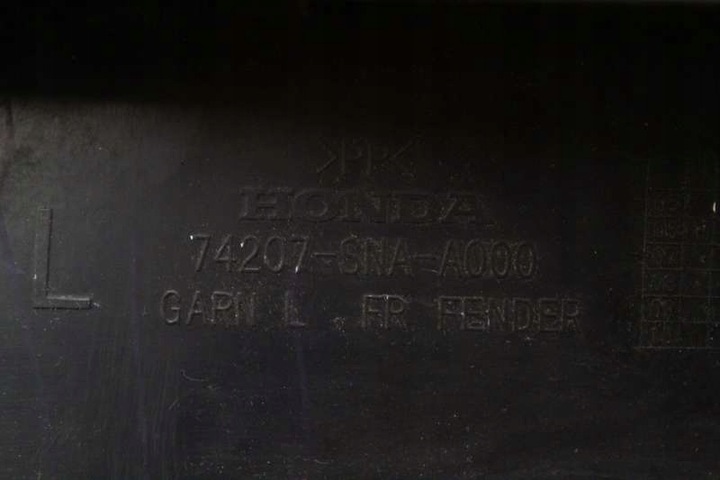 >PP<
HONDA
L
74207-SNA-A000
GARN L FR FENDER